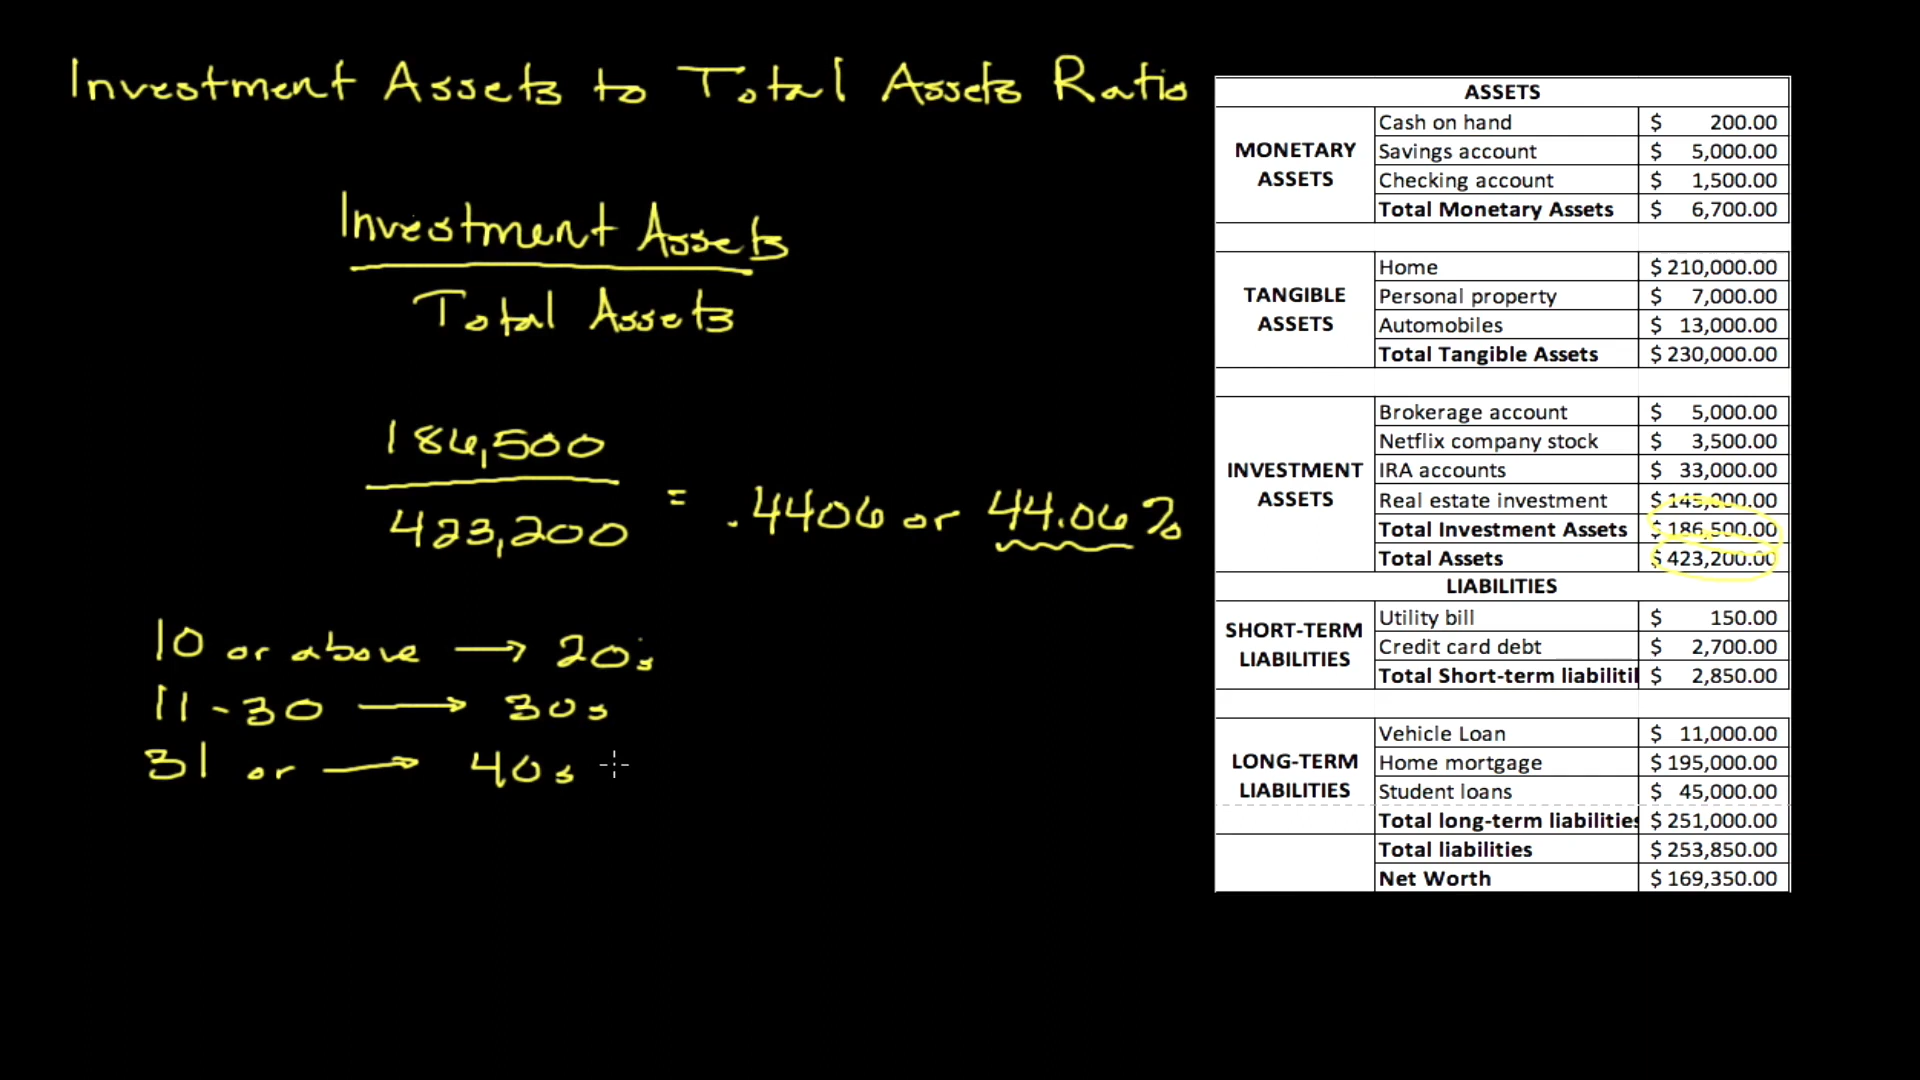 Investment Assets to Total Assets Ratio
Investment Assets
Total Assets
186,500
423,200
= .4406 or 44.06%
10 or above → 20s
11-30 → 30s
31 or → 40s
ASSETS
MONETARY ASSETS
Cash on hand $ 200.00
Savings account $ 5,000.00
Checking account $ 1,500.00
Total Monetary Assets $ 6,700.00
TANGIBLE ASSETS
Home $ 210,000.00
Personal property $ 7,000.00
Automobiles $ 13,000.00
Total Tangible Assets $ 230,000.00
INVESTMENT ASSETS
Brokerage account $ 5,000.00
Netflix company stock $ 3,500.00
IRA accounts $ 33,000.00
Real estate investment $ 145,000.00
Total Investment Assets $ 186,500.00
Total Assets $ 423,200.00
LIABILITIES
SHORT-TERM LIABILITIES
Utility bill $ 150.00
Credit card debt $ 2,700.00
Total Short-term liabilitil $ 2,850.00
LONG-TERM LIABILITIES
Vehicle Loan $ 11,000.00
Home mortgage $ 195,000.00
Student loans $ 45,000.00
Total long-term liabilities $ 251,000.00
Total liabilities $ 253,850.00
Net Worth $ 169,350.00